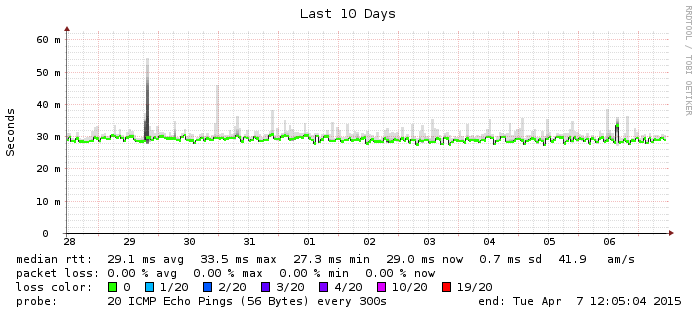 Last 10 Days
RRDTOOL / TOBI OETIKER
Seconds
60 m
50 m
40 m
30 m
20 m
10 m
0
28 29 30 31 01 02 03 04 05 06
median rtt: 29.1 ms avg 33.5 ms max 27.3 ms min 29.0 ms now 0.7 ms sd 41.9 am/s
packet loss: 0.00 % avg 0.00 % max 0.00 % min 0.00 % now
loss color: 0 1/20 2/20 3/20 4/20 10/20 19/20
probe: 20 ICMP Echo Pings (56 Bytes) every 300s end: Tue Apr 7 12:05:04 2015